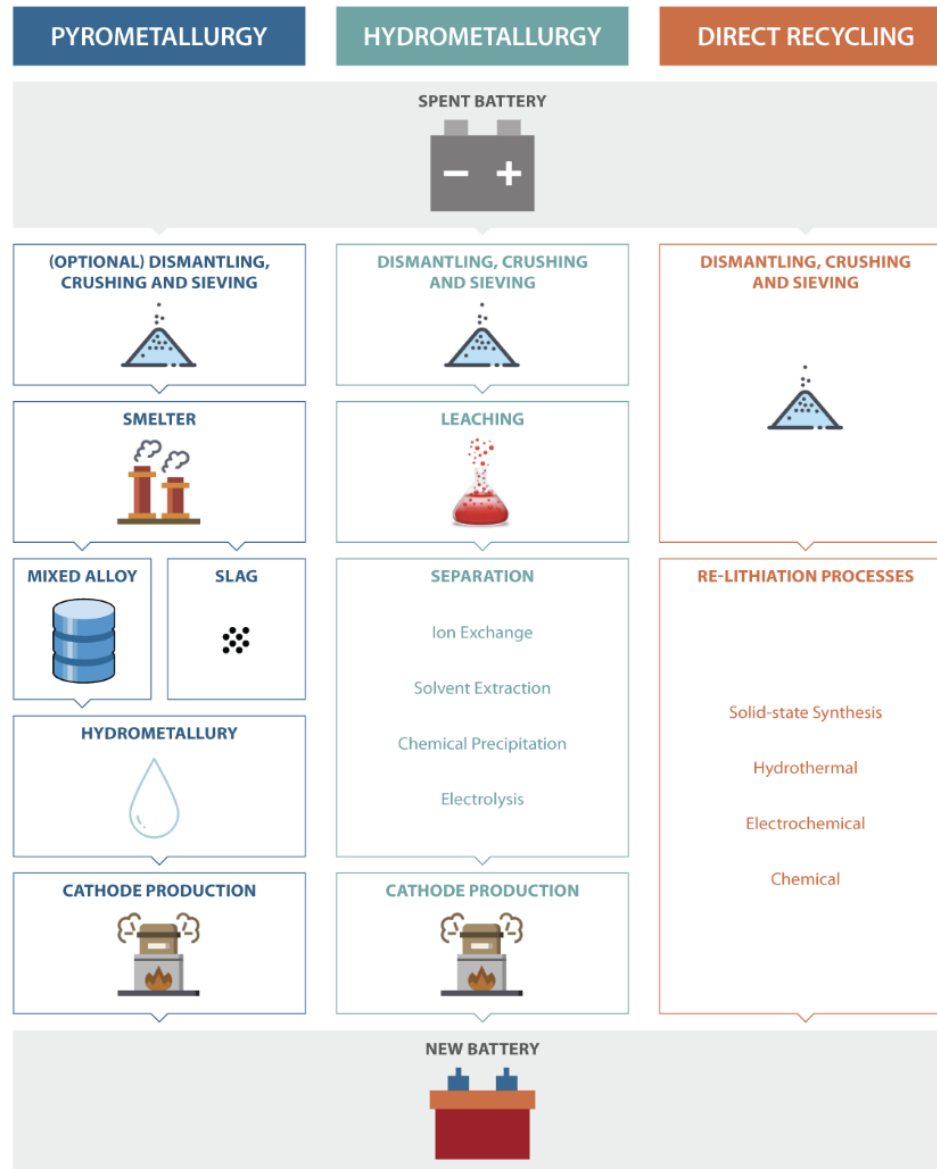 PYROMETALLURGY
HYDROMETALLURGY
DIRECT RECYCLING
SPENT BATTERY
(OPTIONAL) DISMANTLING,
CRUSHING AND SIEVING
DISMANTLING, CRUSHING
AND SIEVING
DISMANTLING, CRUSHING
AND SIEVING
SMELTER
LEACHING
MIXED ALLOY
SLAG
SEPARATION
Ion Exchange
Solvent Extraction
Chemical Precipitation
Electrolysis
RE-LITHIATION PROCESSES
Solid-state Synthesis
Hydrothermal
Electrochemical
Chemical
HYDROMETALLURY
CATHODE PRODUCTION
CATHODE PRODUCTION
NEW BATTERY